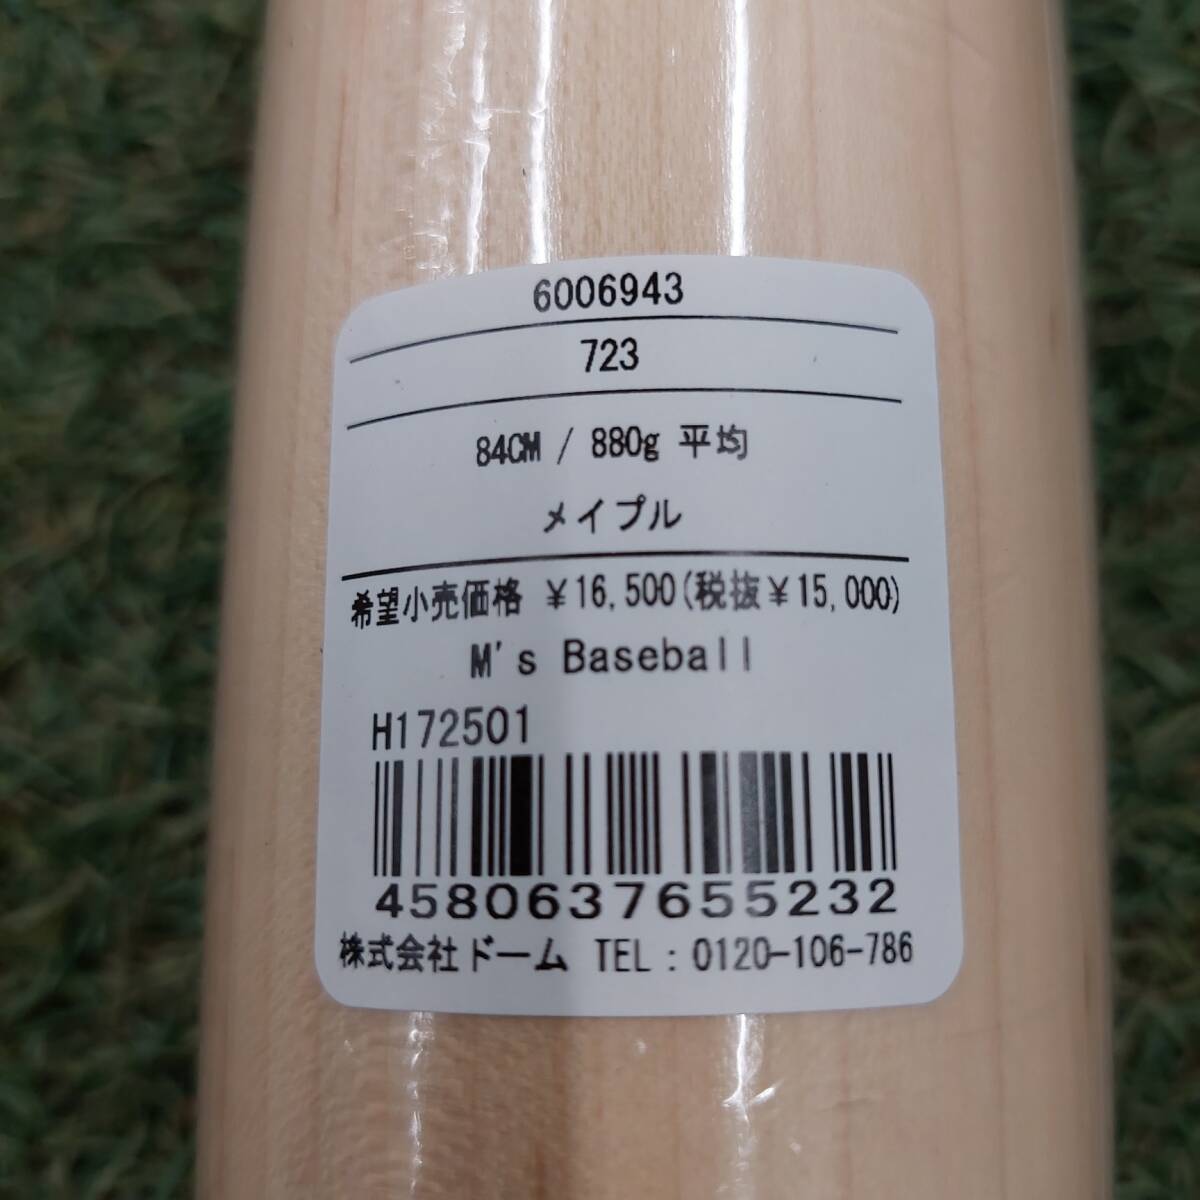 6006943
723
84CM / 880g 平均
メイプル
希望小売価格 ￥16,500(税抜￥15,000)
M's Baseball
H172501
4580637655232
株式会社ドーム TEL : 0120-106-786